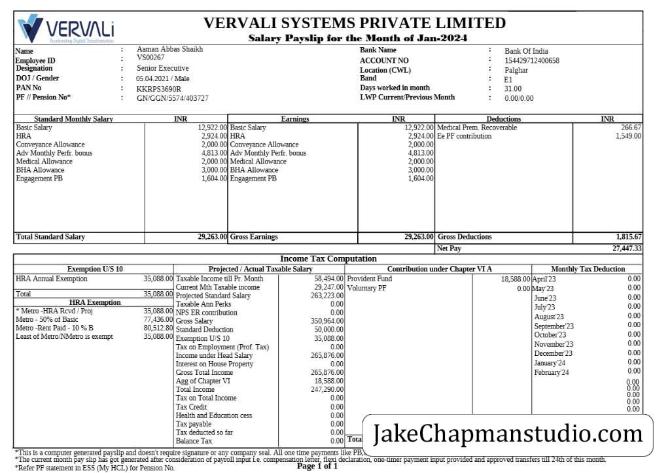 VERVALI
VERVALI SYSTEMS PRIVATE LIMITED
Salary Payslip for the Month of Jan-2024
Name : Aaman Abbas Shaikh Bank Name : Bank Of India
Employee ID : VS00267 ACCOUNT NO : 154429712400658
Designation : Senior Executive Location (CWL) : Palghar
DOJ / Gender : 05.04.2021 / Male Band : E1
PAN No : KKRPS3690R Days worked in month : 31.00
PF // Pension No* : GN/GGN/5574/403727 LWP Current/Previous Month : 0.00/0.00
Standard Monthly Salary INR Earnings INR Deductions INR
Basic Salary 12,922.00 Basic Salary 12,922.00 Medical Prem. Recoverable 266.67
HRA 2,924.00 HRA 2,924.00 Ee PF contribution 1,549.00
Conveyance Allowance 2,000.00 Conveyance Allowance 2,000.00
Adv Monthly Perfr. bonus 4,813.00 Adv Monthly Perfr. bonus 4,813.00
Medical Allowance 2,000.00 Medical Allowance 2,000.00
BHA Allowance 3,000.00 BHA Allowance 3,000.00
Engagement PB 1,604.00 Engagement PB 1,604.00
Total Standard Salary 29,263.00 Gross Earnings 29,263.00 Gross Deductions 1,815.67
Net Pay 27,447.33
Income Tax Computation
Exemption U/S 10 Projected / Actual Taxable Salary Contribution under Chapter VI A Monthly Tax Deduction
HRA Annual Exemption 35,088.00 Taxable Income till Pr. Month 58,494.00 Provident Fund 18,588.00 April'23 0.00
Current Mth Taxable income 29,247.00 Voluntary PF 0.00 May'23 0.00
Total 35,088.00 Projected Standard Salary 263,223.00 June'23 0.00
HRA Exemption Taxable Ann Perks 0.00 July'23 0.00
* Metro -HRA Rcvd / Proj 35,088.00 NPS ER contribution 0.00 August'23 0.00
Metro - 50% of Basic 77,436.00 Gross Salary 350,964.00 September'23 0.00
Metro -Rent Paid - 10 % B 80,512.80 Standard Deduction 50,000.00 October'23 0.00
Least of Metro/NMetro is exempt 35,088.00 Exemption U/S 10 35,088.00 November'23 0.00
Tax on Employment (Prof. Tax) 0.00 December'23 0.00
Income under Head Salary 265,876.00 January'24 0.00
Interest on House Property 0.00 February'24 0.00
Gross Total Income 265,876.00
Agg of Chapter VI 18,588.00 0.00
Total Income 247,290.00 0.00
Tax on Total Income 0.00 0.00
Tax Credit 0.00 0.00
Health and Education cess 0.00
Tax payable 0.00
Tax deducted so far 0.00
Balance Tax 0.00 Total
JakeChapmanstudio.com
*This is a computer generated payslip and doesn't require signature or any company seal. All one time payments like PB,
*The current month pay slip has got generated after consideration of payroll input i.e. compensation letter, flexi declaration, one-time payment input provided and approved transfers till 24th of this month.
*Refer PF statement in ESS (My HCL) for Pension No.
Page 1 of 1